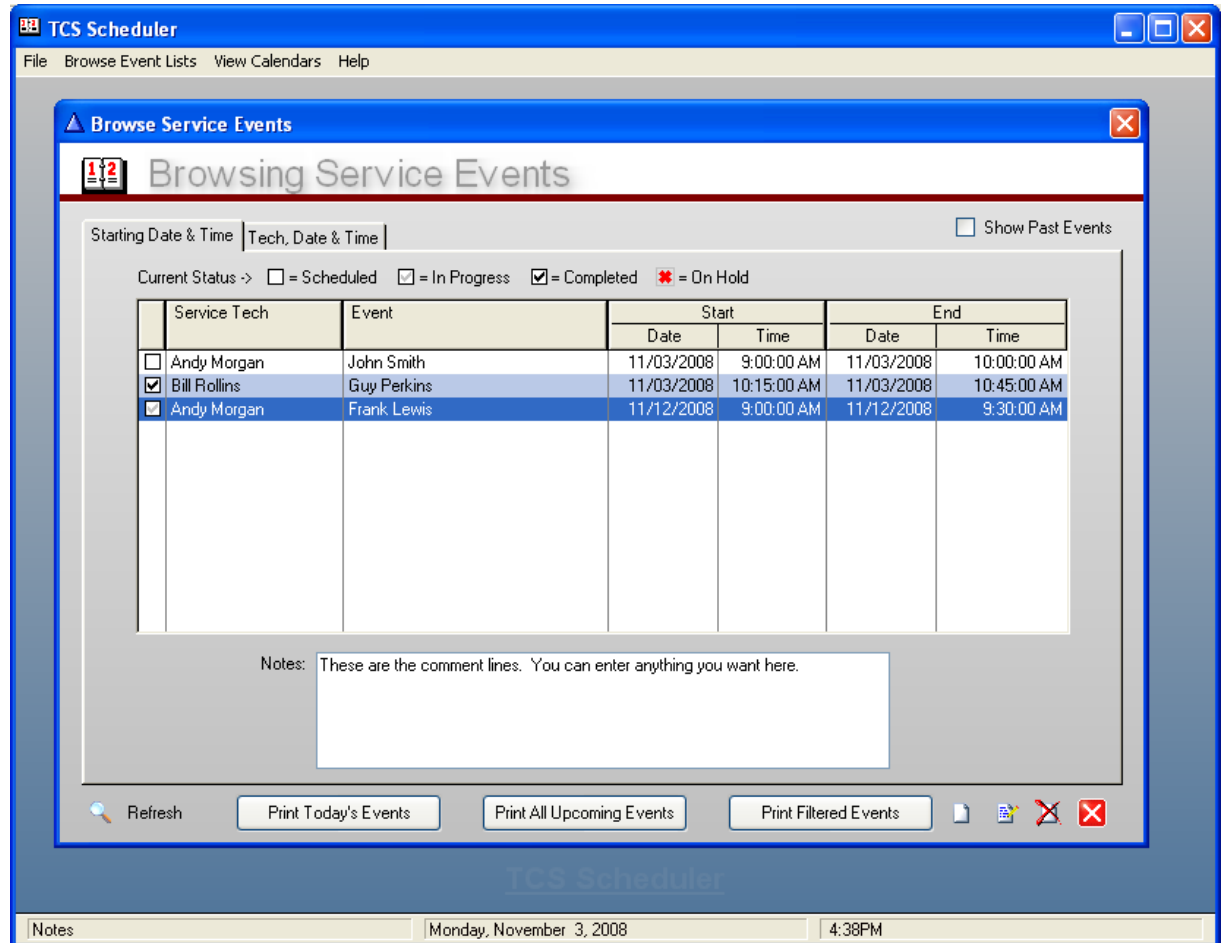 TCS Scheduler
File Browse Event Lists View Calendars Help
Browse Service Events
1 2 Browsing Service Events
Starting Date & Time Tech, Date & Time Show Past Events
Current Status -> = Scheduled = In Progress = Completed = On Hold
Service Tech Event Start End
Date Time Date Time
Andy Morgan John Smith 11/03/2008 9:00:00 AM 11/03/2008 10:00:00 AM
Bill Rollins Guy Perkins 11/03/2008 10:15:00 AM 11/03/2008 10:45:00 AM
Andy Morgan Frank Lewis 11/12/2008 9:00:00 AM 11/12/2008 9:30:00 AM
Notes: These are the comment lines. You can enter anything you want here.
Refresh Print Today's Events Print All Upcoming Events Print Filtered Events
TCS Scheduler
Notes Monday, November 3, 2008 4:38PM